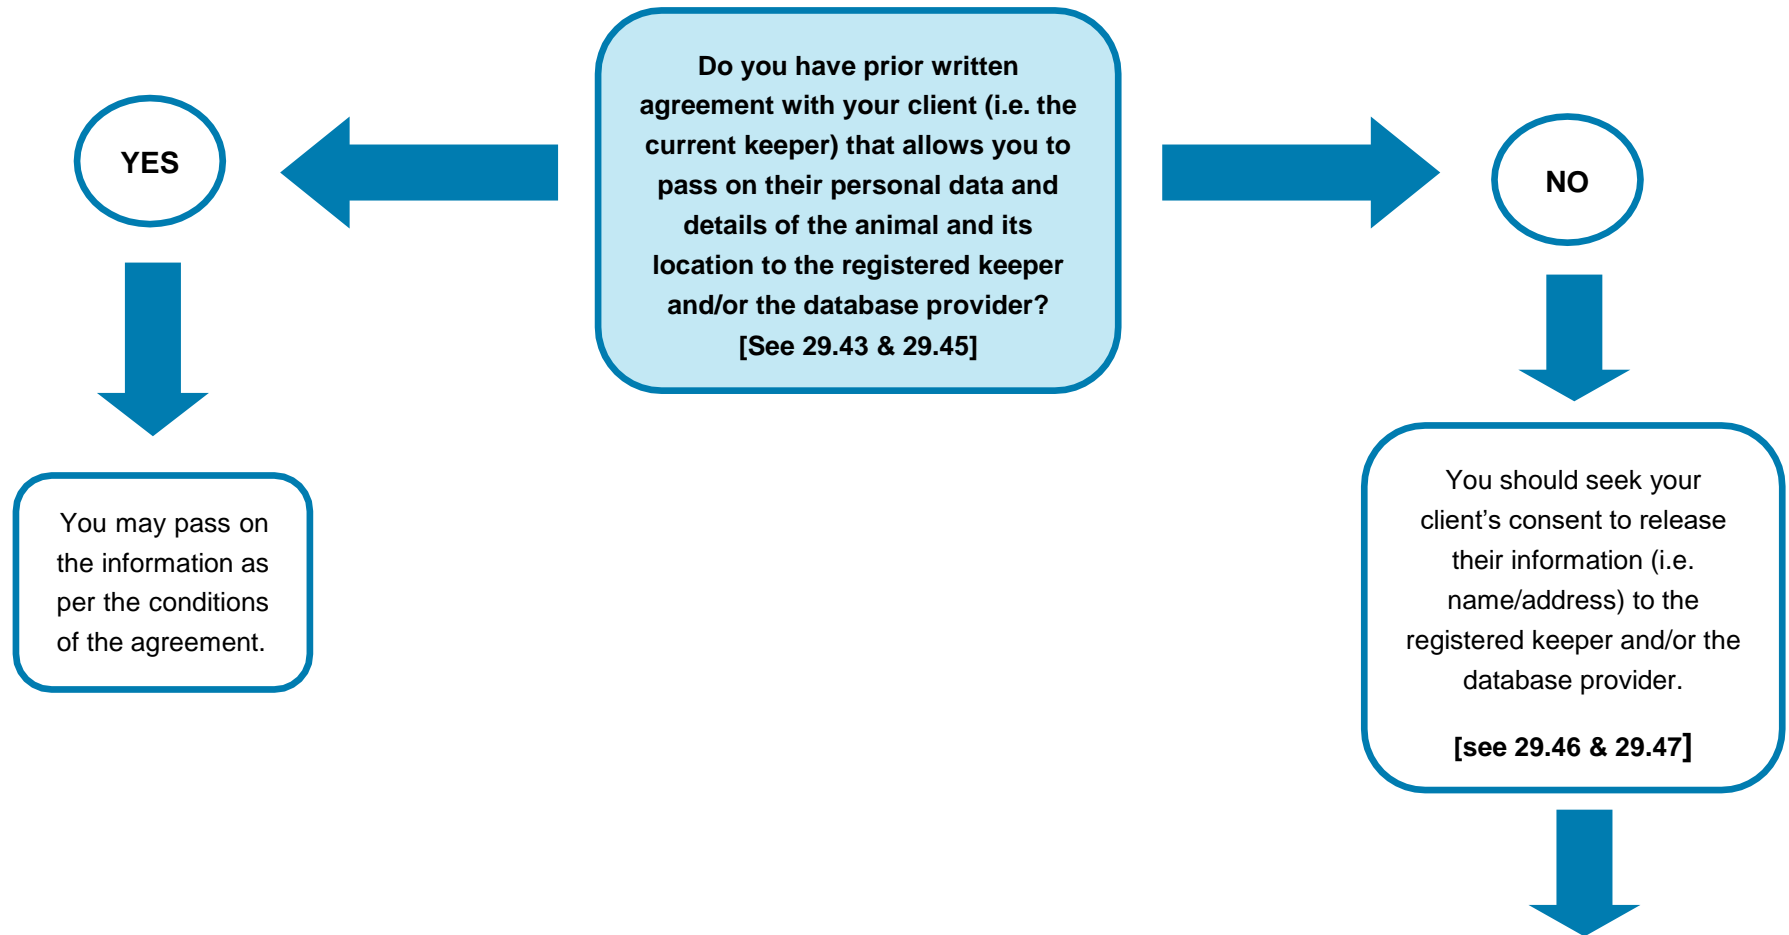 Do you have prior written
agreement with your client (i.e. the
current keeper) that allows you to
pass on their personal data and
details of the animal and its
location to the registered keeper
and/or the database provider?
[See 29.43 & 29.45]
YES
NO
You may pass on
the information as
per the conditions
of the agreement.
You should seek your
client’s consent to release
their information (i.e.
name/address) to the
registered keeper and/or the
database provider.
[see 29.46 & 29.47]